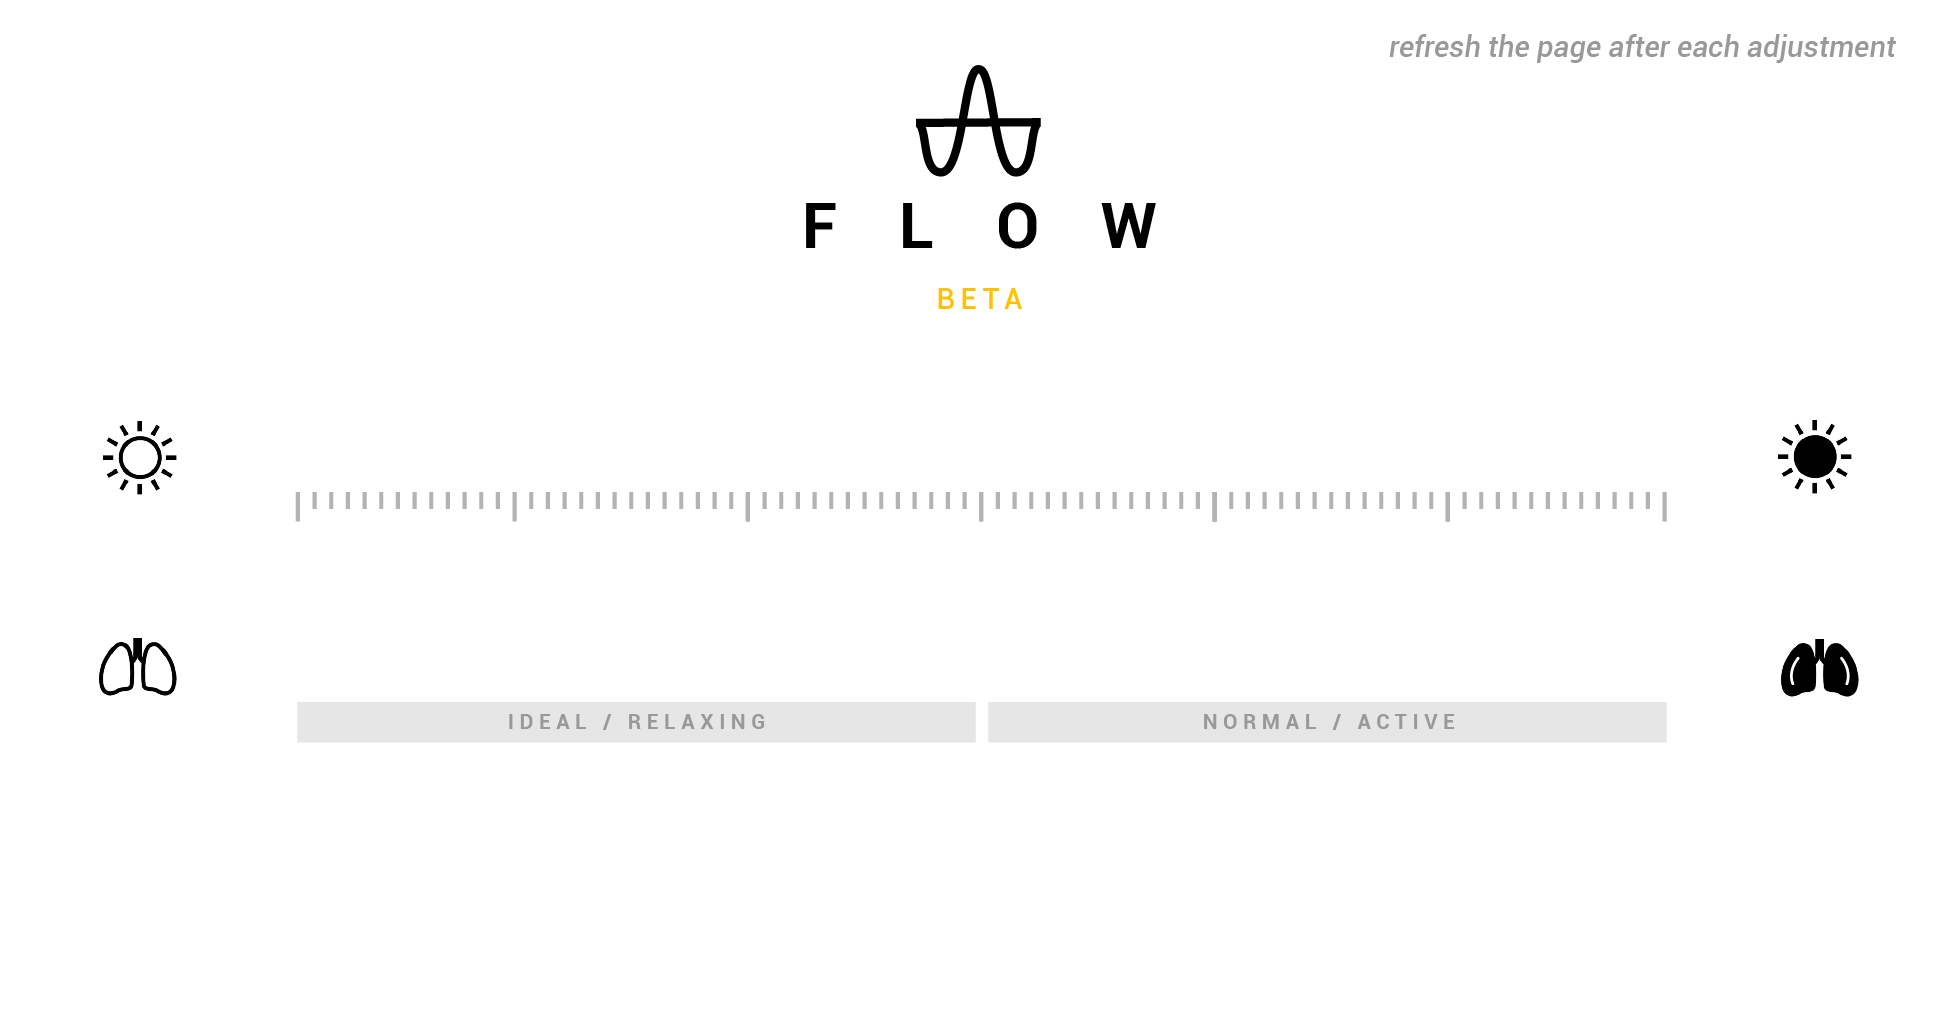 refresh the page after each adjustment
F L O W
BETA
IDEAL / RELAXING
NORMAL / ACTIVE